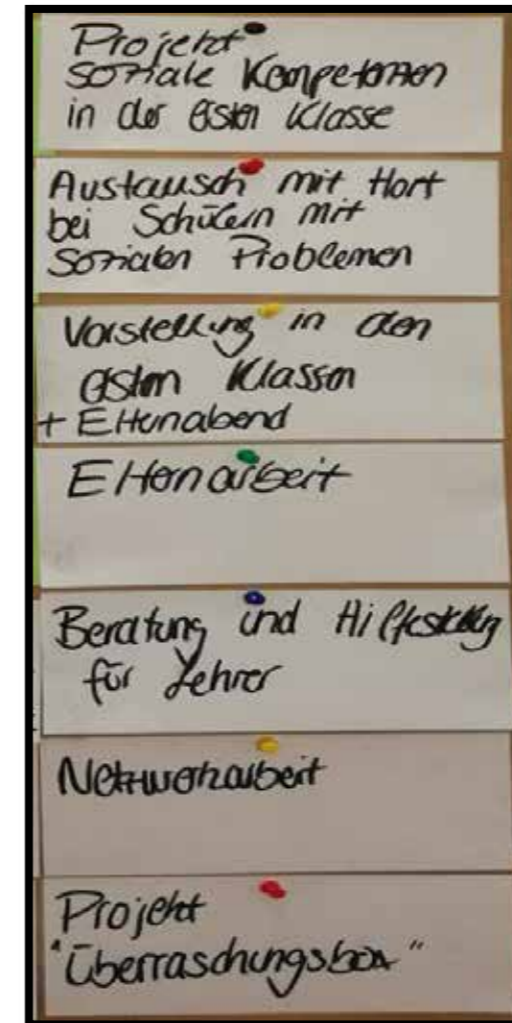 Projekt
soziale Kompetenzen
in der ersten Klasse
Austausch mit Hort
bei Schülern mit
sozialen Problemen
Vorstellung in den
ersten Klassen
+ Elternabend
Elternarbeit
Beratung und Hilfestellung
für Lehrer
Netzwerkarbeit
Projekt
"Überraschungsbox"